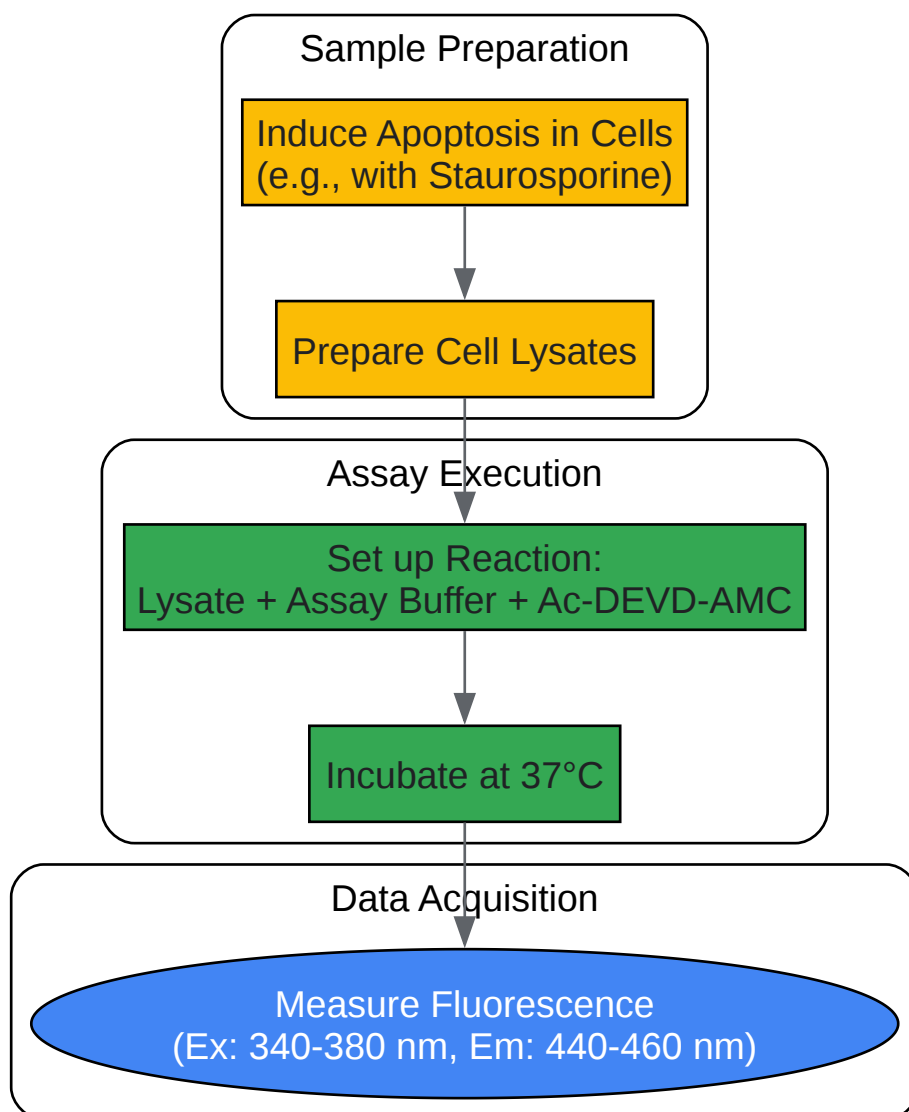 Sample Preparation
Induce Apoptosis in Cells
(e.g., with Staurosporine)
Prepare Cell Lysates
Assay Execution
Set up Reaction:
Lysate + Assay Buffer + Ac-DEVD-AMC
Incubate at 37°C
Data Acquisition
Measure Fluorescence
(Ex: 340-380 nm, Em: 440-460 nm)